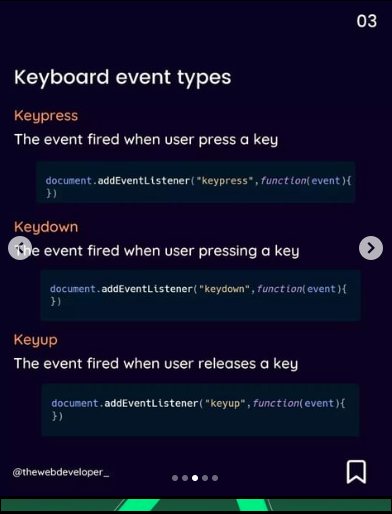 03
Keyboard event types
Keypress
The event fired when user press a key
document.addEventListener("keypress",function(event){
})
Keydown
The event fired when user pressing a key
document.addEventListener("keydown",function(event){
})
Keyup
The event fired when user releases a key
document.addEventListener("keyup",function(event){
})
@thewebdeveloper_